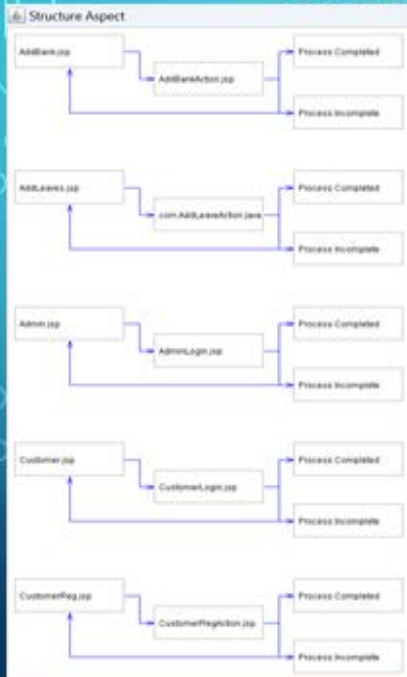 Structure Aspect
AddBank.jsp
Process Completed
AddBankAction.jsp
Process Incomplete
AddLeaves.jsp
Process Completed
com.AddLeaveAction.java
Process Incomplete
Admin.jsp
Process Completed
AdminLogin.jsp
Process Incomplete
Customer.jsp
Process Completed
CustomerLogin.jsp
Process Incomplete
CustomerReg.jsp
Process Completed
CustomerRegAction.jsp
Process Incomplete